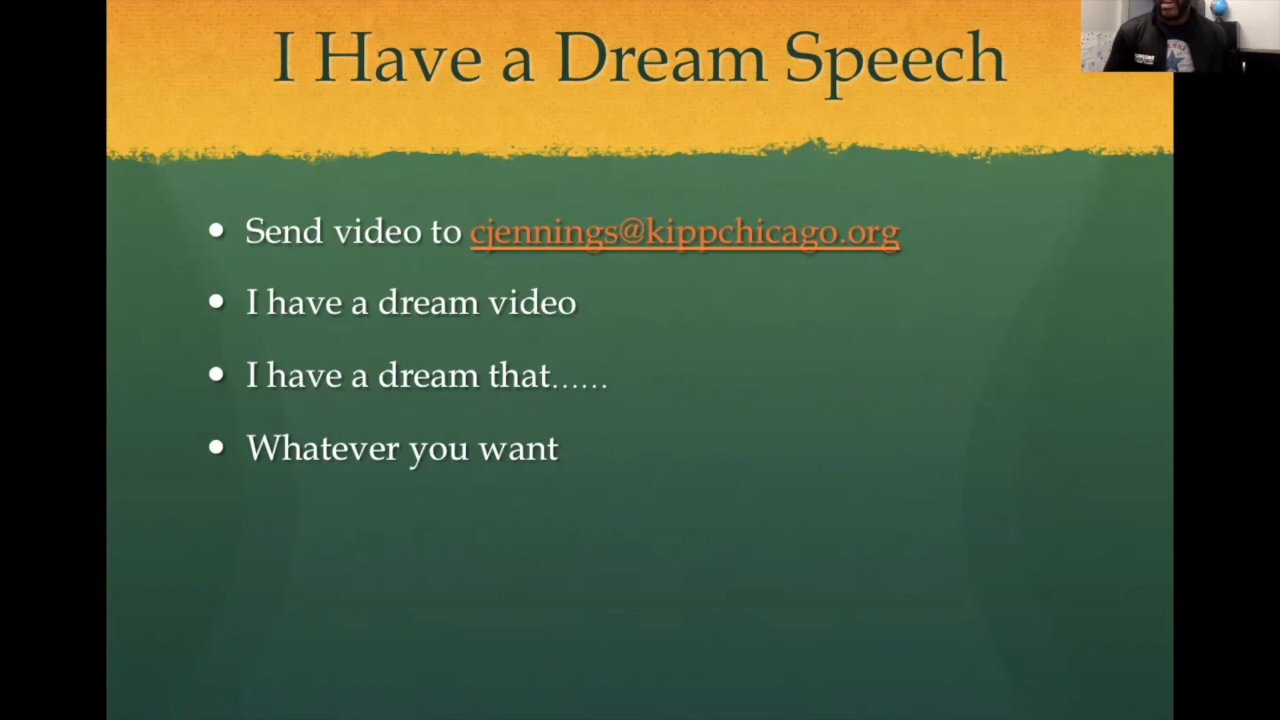 I Have a Dream Speech
Send video to cjennings@kippchicago.org
I have a dream video
I have a dream that......
Whatever you want